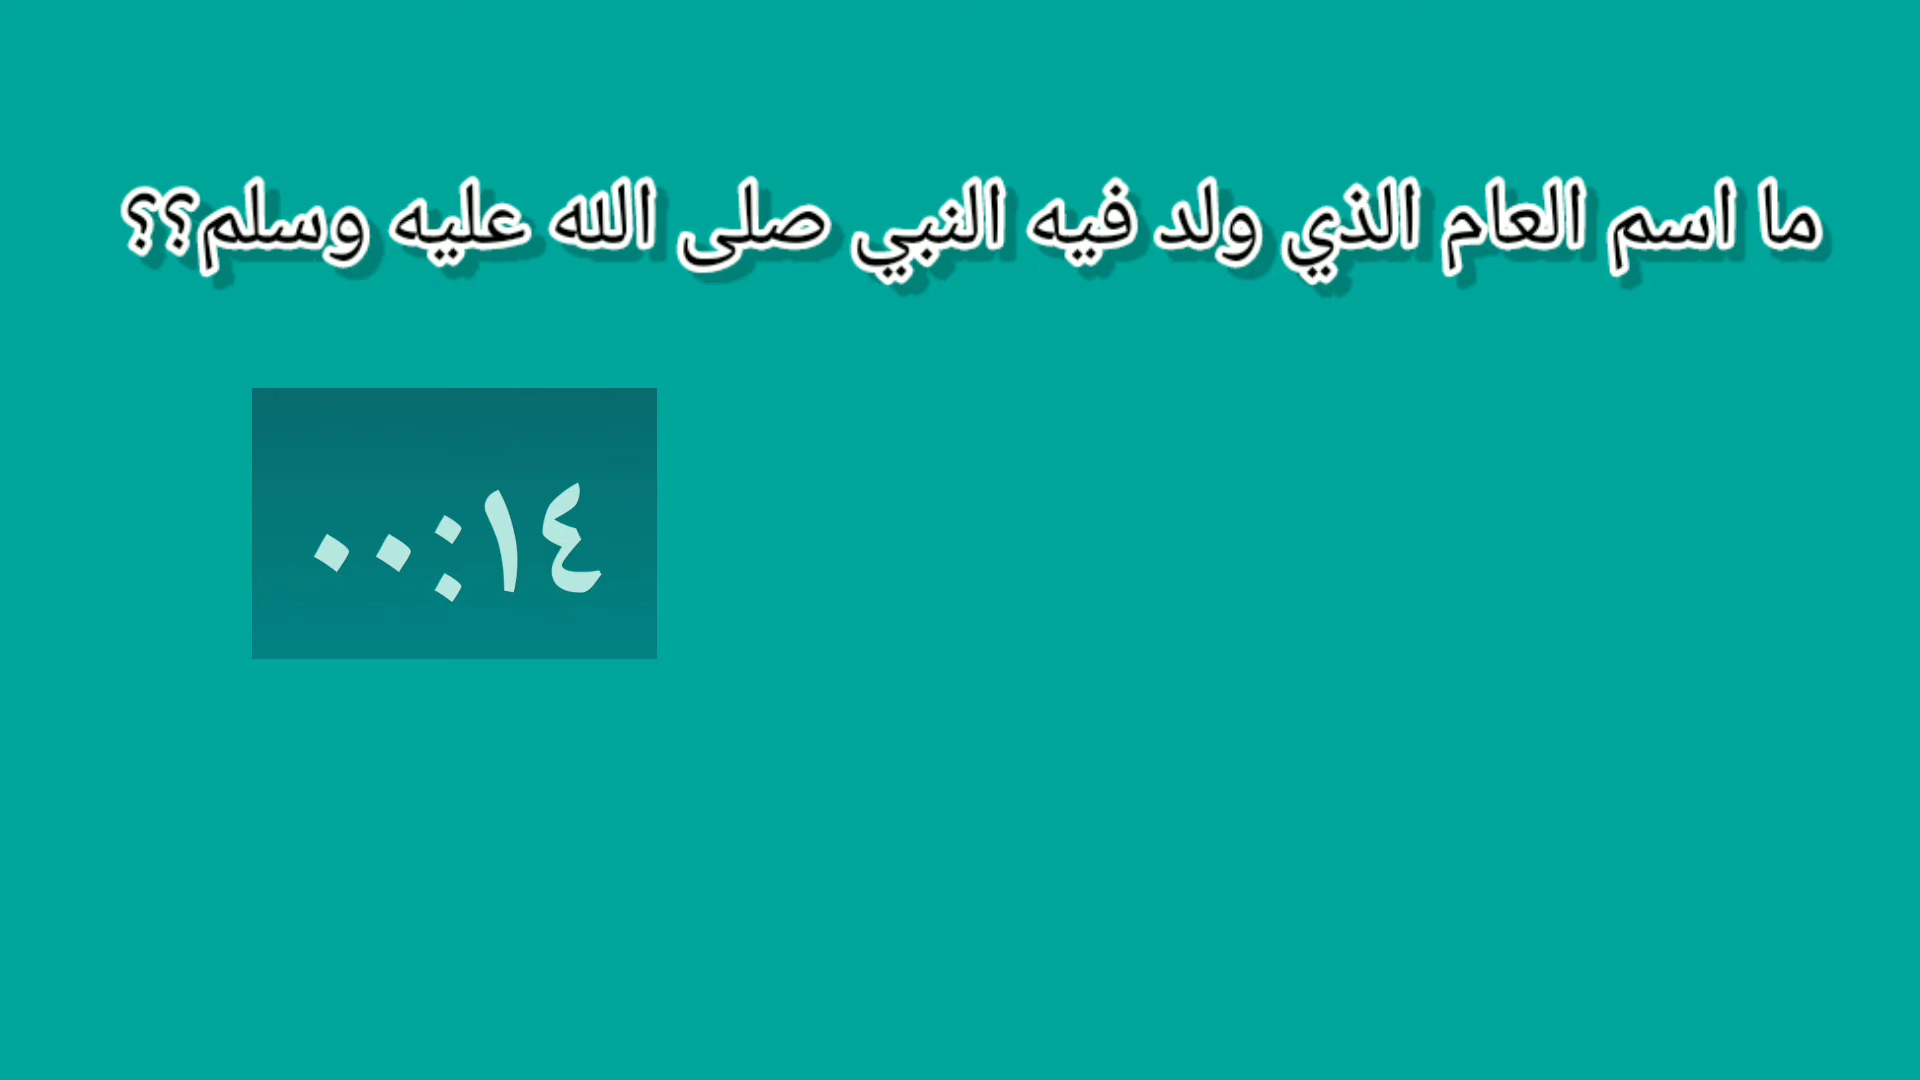 ما اسم العام الذي ولد فيه النبي صلى الله عليه وسلم؟؟
٠٠:١٤